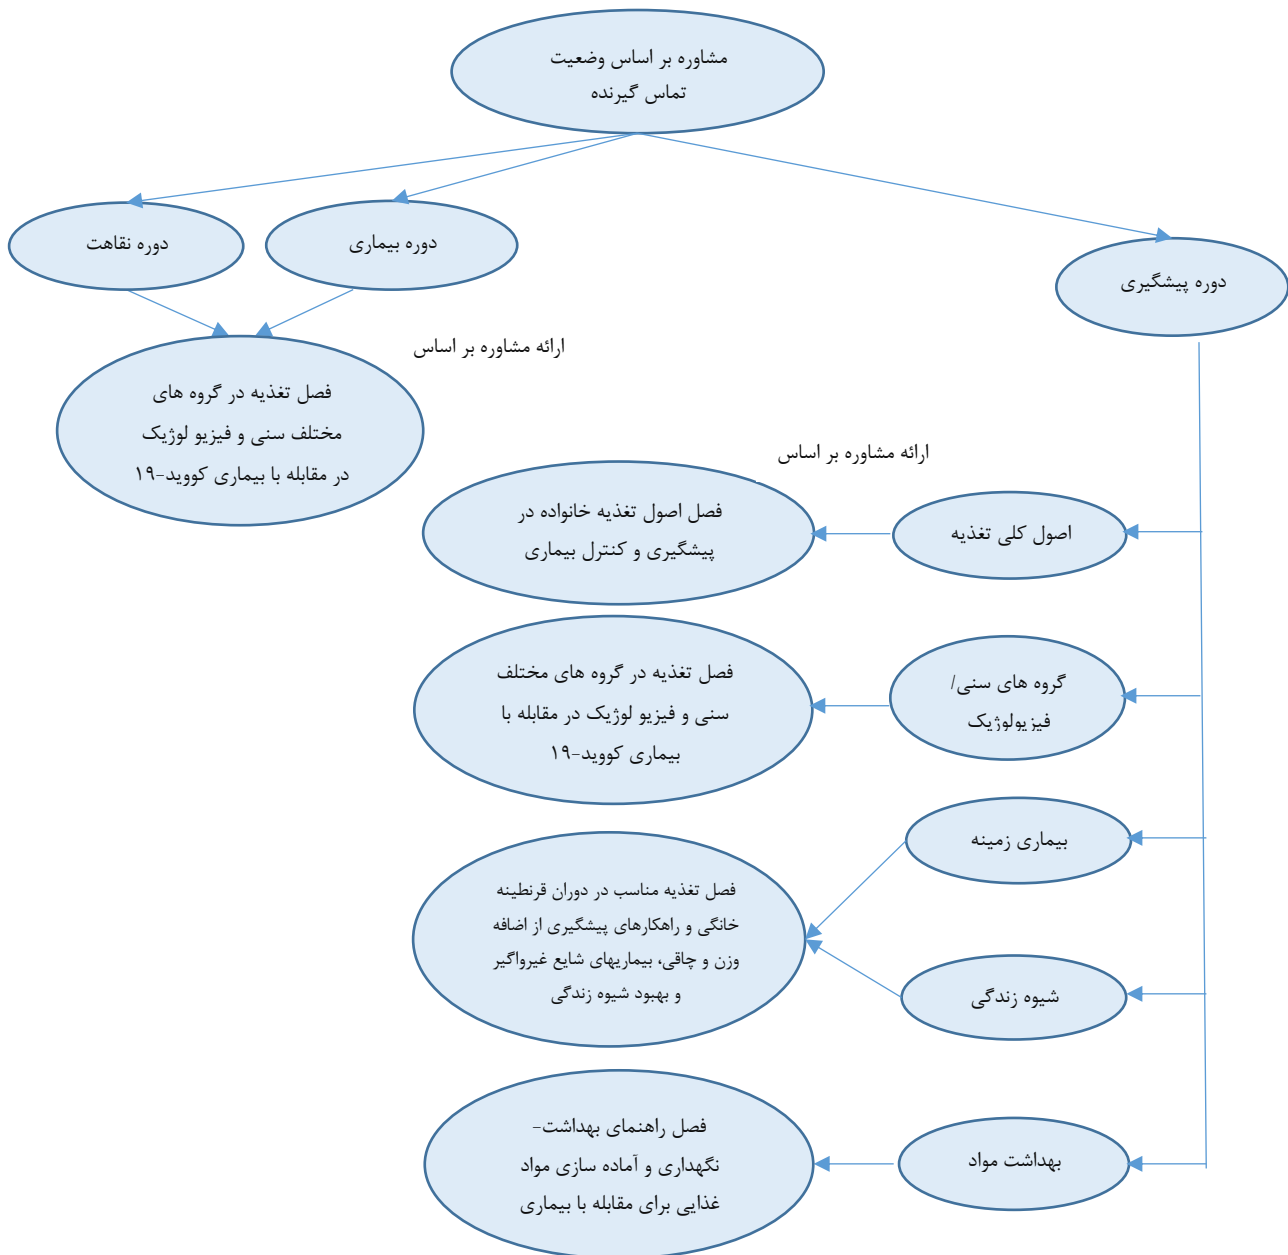 مشاوره بر اساس وضعیت
تماس گیرنده
دوره پیشگیری
دوره بیماری
دوره نقاهت
ارائه مشاوره بر اساس
فصل تغذیه در گروه های
مختلف سنی و فیزیو لوژیک
در مقابله با بیماری کووید-۱۹
ارائه مشاوره بر اساس
اصول کلی تغذیه
فصل اصول تغذیه خانواده در
پیشگیری و کنترل بیماری
گروه های سنی/
فیزیولوژیک
فصل تغذیه در گروه های مختلف
سنی و فیزیو لوژیک در مقابله با
بیماری کووید-۱۹
بیماری زمینه
شیوه زندگی
فصل تغذیه مناسب در دوران قرنطینه
خانگی و راهکارهای پیشگیری از اضافه
وزن و چاقی، بیماریهای شایع غیرواگیر
و بهبود شیوه زندگی
بهداشت مواد
فصل راهنمای بهداشت-
نگهداری و آماده سازی مواد
غذایی برای مقابله با بیماری